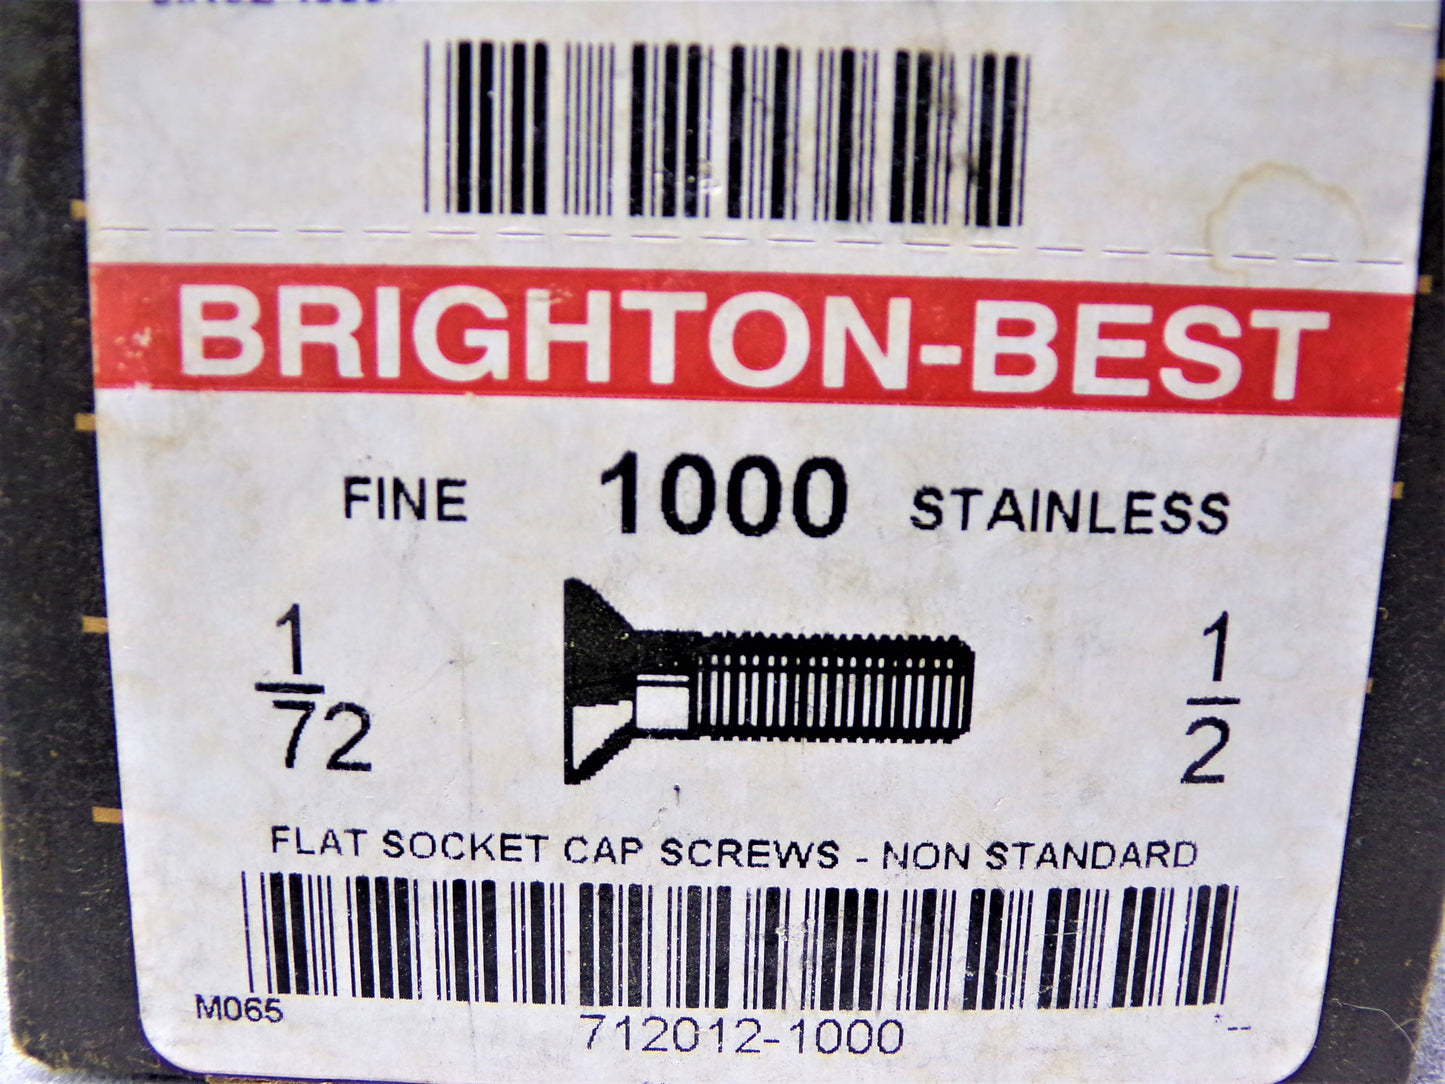 BRIGHTON-BEST
FINE 1000 STAINLESS
1/72 1/2
FLAT SOCKET CAP SCREWS - NON STANDARD
M065 712012-1000